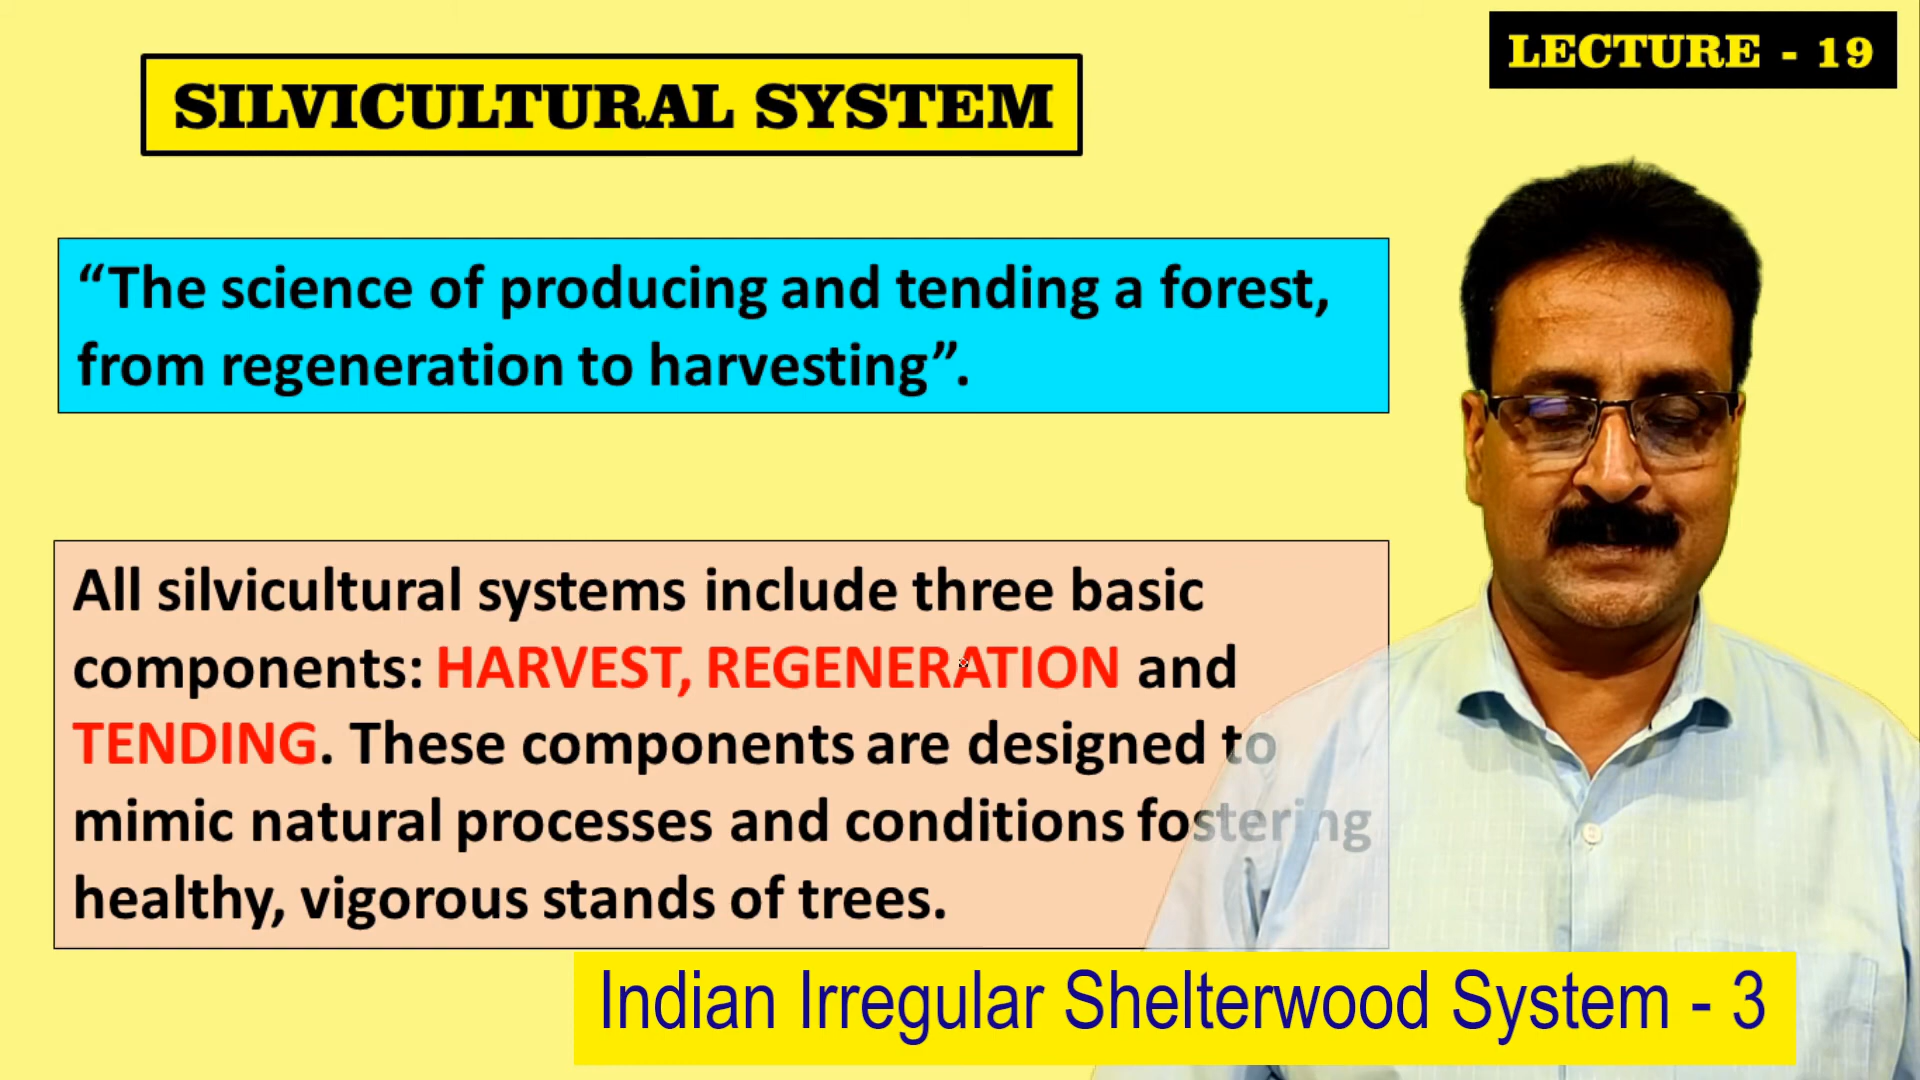 LECTURE - 19
SILVICULTURAL SYSTEM
“The science of producing and tending a forest,
from regeneration to harvesting”.
All silvicultural systems include three basic
components: HARVEST, REGENERATION and
TENDING. These components are designed to
mimic natural processes and conditions fostering
healthy, vigorous stands of trees.
Indian Irregular Shelterwood System - 3